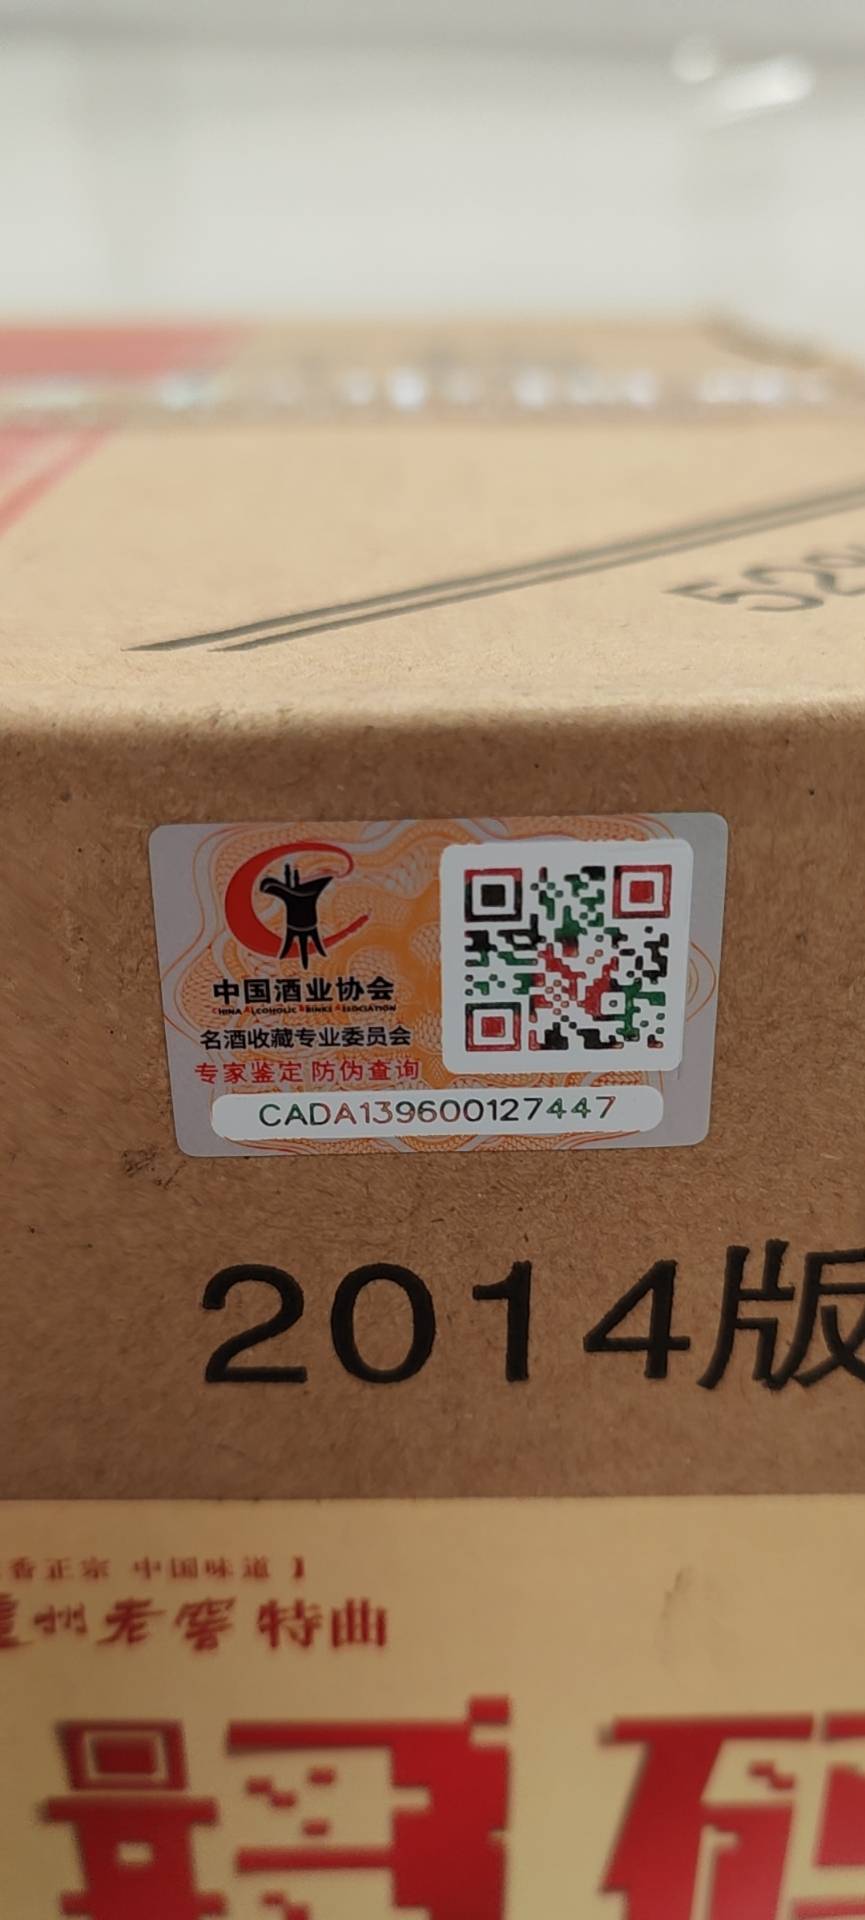 52
中国酒业协会
CHINA ALCOHOLIC DRINKS ASSOCIATION
名酒收藏专业委员会
专家鉴定 防伪查询
CADA139600127447
2014版
香正宗 中国味道】
泸州老窖特曲
码